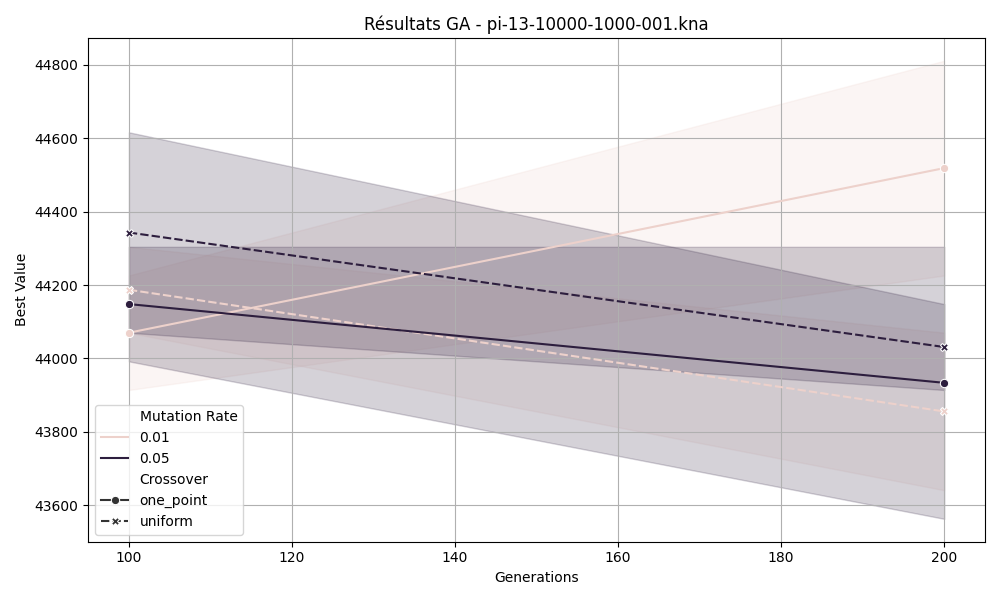 Résultats GA - pi-13-10000-1000-001.kna
Best Value
44800
44600
44400
44200
44000
43800
43600
Mutation Rate
0.01
0.05
Crossover
one_point
uniform
100 120 140 160 180 200
Generations